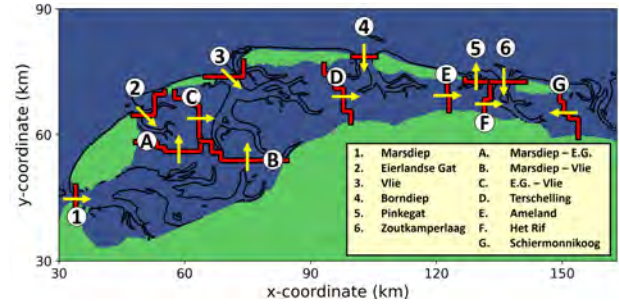 90
60
30
y-coordinate (km)
30
60
90
120
150
x-coordinate (km)
1
2
3
4
5
6
A
B
C
D
E
F
G
1. Marsdiep
2. Eierlandse Gat
3. Vlie
4. Borndiep
5. Pinkegat
6. Zoutkamperlaag
A. Marsdiep – E.G.
B. Marsdiep – Vlie
C. E.G. – Vlie
D. Terschelling
E. Ameland
F. Het Rif
G. Schiermonnikoog